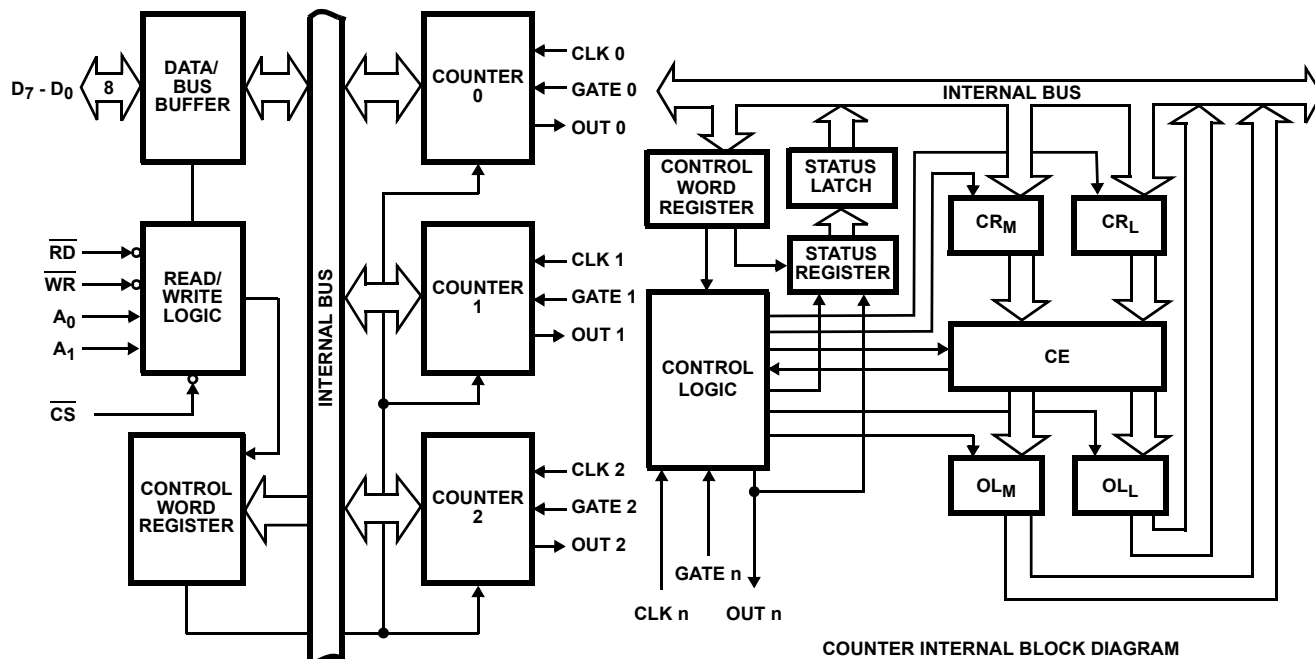 D7 - D0
8
DATA/
BUS
BUFFER
INTERNAL BUS
COUNTER
0
CLK 0
GATE 0
OUT 0
RD
WR
A0
A1
CS
READ/
WRITE
LOGIC
COUNTER
1
CLK 1
GATE 1
OUT 1
CONTROL
WORD
REGISTER
COUNTER
2
CLK 2
GATE 2
OUT 2
INTERNAL BUS
CONTROL
WORD
REGISTER
STATUS
LATCH
STATUS
REGISTER
CRM
CRL
CONTROL
LOGIC
CE
OLM
OLL
GATE n
CLK n
OUT n
COUNTER INTERNAL BLOCK DIAGRAM